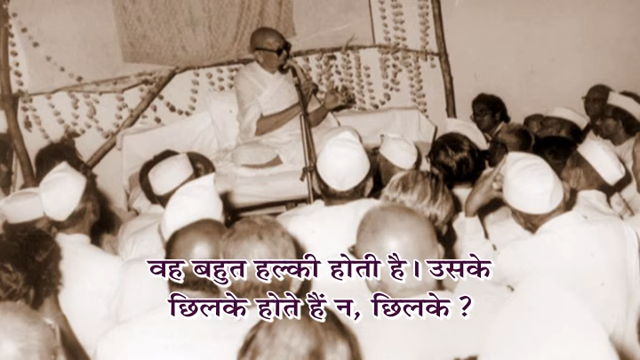 वह बहुत हल्की होती है। उसके
छिलके होते हैं न, छिलके ?